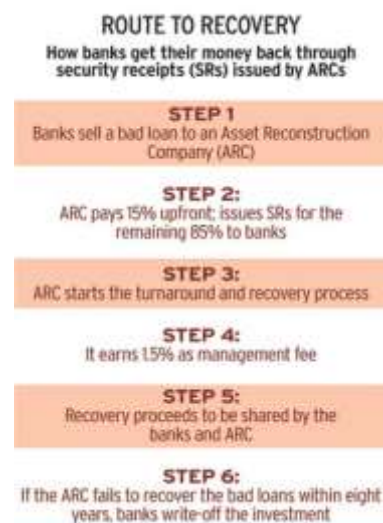 ROUTE TO RECOVERY
How banks get their money back through
security receipts (SRs) issued by ARCs
STEP 1
Banks sell a bad loan to an Asset Reconstruction
Company (ARC)
STEP 2:
ARC pays 15% upfront; issues SRs for the
remaining 85% to banks
STEP 3:
ARC starts the turnaround and recovery process
STEP 4:
It earns 1.5% as management fee
STEP 5:
Recovery proceeds to be shared by the
banks and ARC
STEP 6:
If the ARC fails to recover the bad loans within eight
years, banks write-off the investment